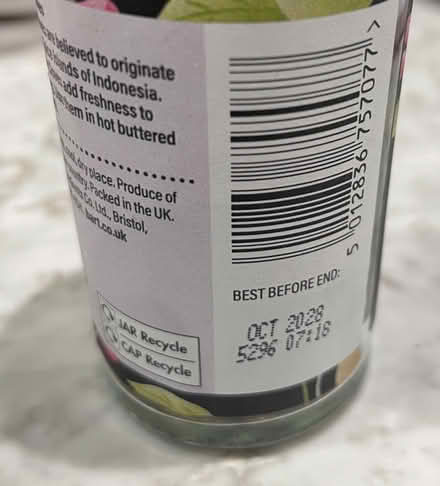 are believed to originate
islands of Indonesia.
add freshness to
them in hot buttered
dry place. Produce of
Packed in the UK.
Co. Ltd., Bristol,
bart.co.uk
JAR Recycle
CAP Recycle
5 012836 757077 >
BEST BEFORE END:
OCT 2028
5296 07:18